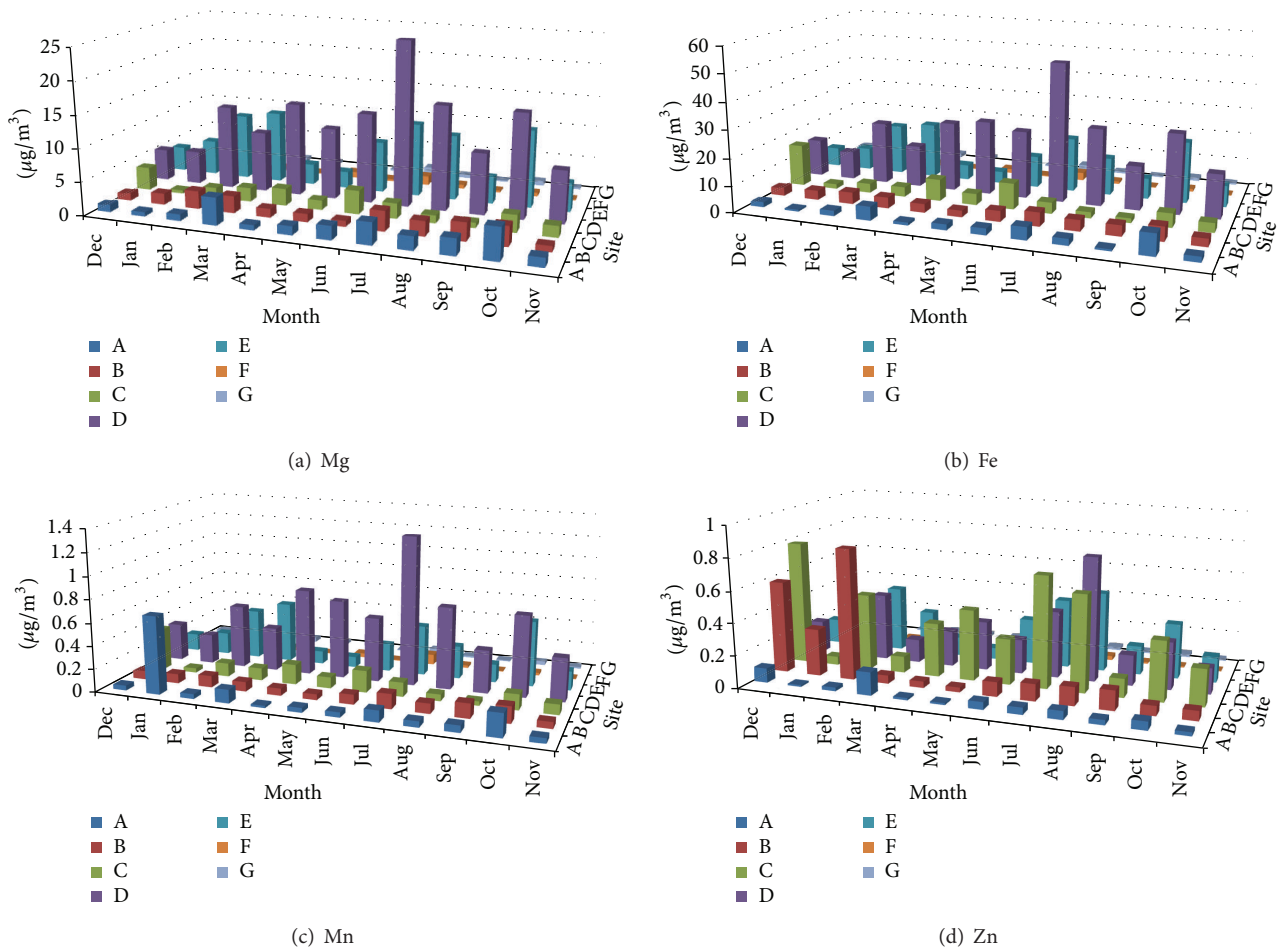 25
20
15
10
5
0
(μg/m³)
Dec
Jan
Feb
Mar
Apr
May
Jun
Jul
Aug
Sep
Oct
Nov
A
B
C
D
E
F
G
Site
Month
A
B
C
D
E
F
G
(a) Mg
60
50
40
30
20
10
0
(μg/m³)
Dec
Jan
Feb
Mar
Apr
May
Jun
Jul
Aug
Sep
Oct
Nov
A
B
C
D
E
F
G
Site
Month
A
B
C
D
E
F
G
(b) Fe
1.4
1.2
1
0.8
0.6
0.4
0.2
0
(μg/m³)
Dec
Jan
Feb
Mar
Apr
May
Jun
Jul
Aug
Sep
Oct
Nov
A
B
C
D
E
F
G
Site
Month
A
B
C
D
E
F
G
(c) Mn
1
0.8
0.6
0.4
0.2
0
(μg/m³)
Dec
Jan
Feb
Mar
Apr
May
Jun
Jul
Aug
Sep
Oct
Nov
A
B
C
D
E
F
G
Site
Month
A
B
C
D
E
F
G
(d) Zn